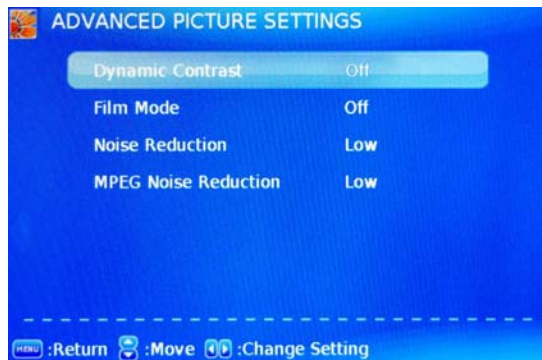 ADVANCED PICTURE SETTINGS
Dynamic Contrast Off
Film Mode Off
Noise Reduction Low
MPEG Noise Reduction Low
MENU :Return :Move :Change Setting